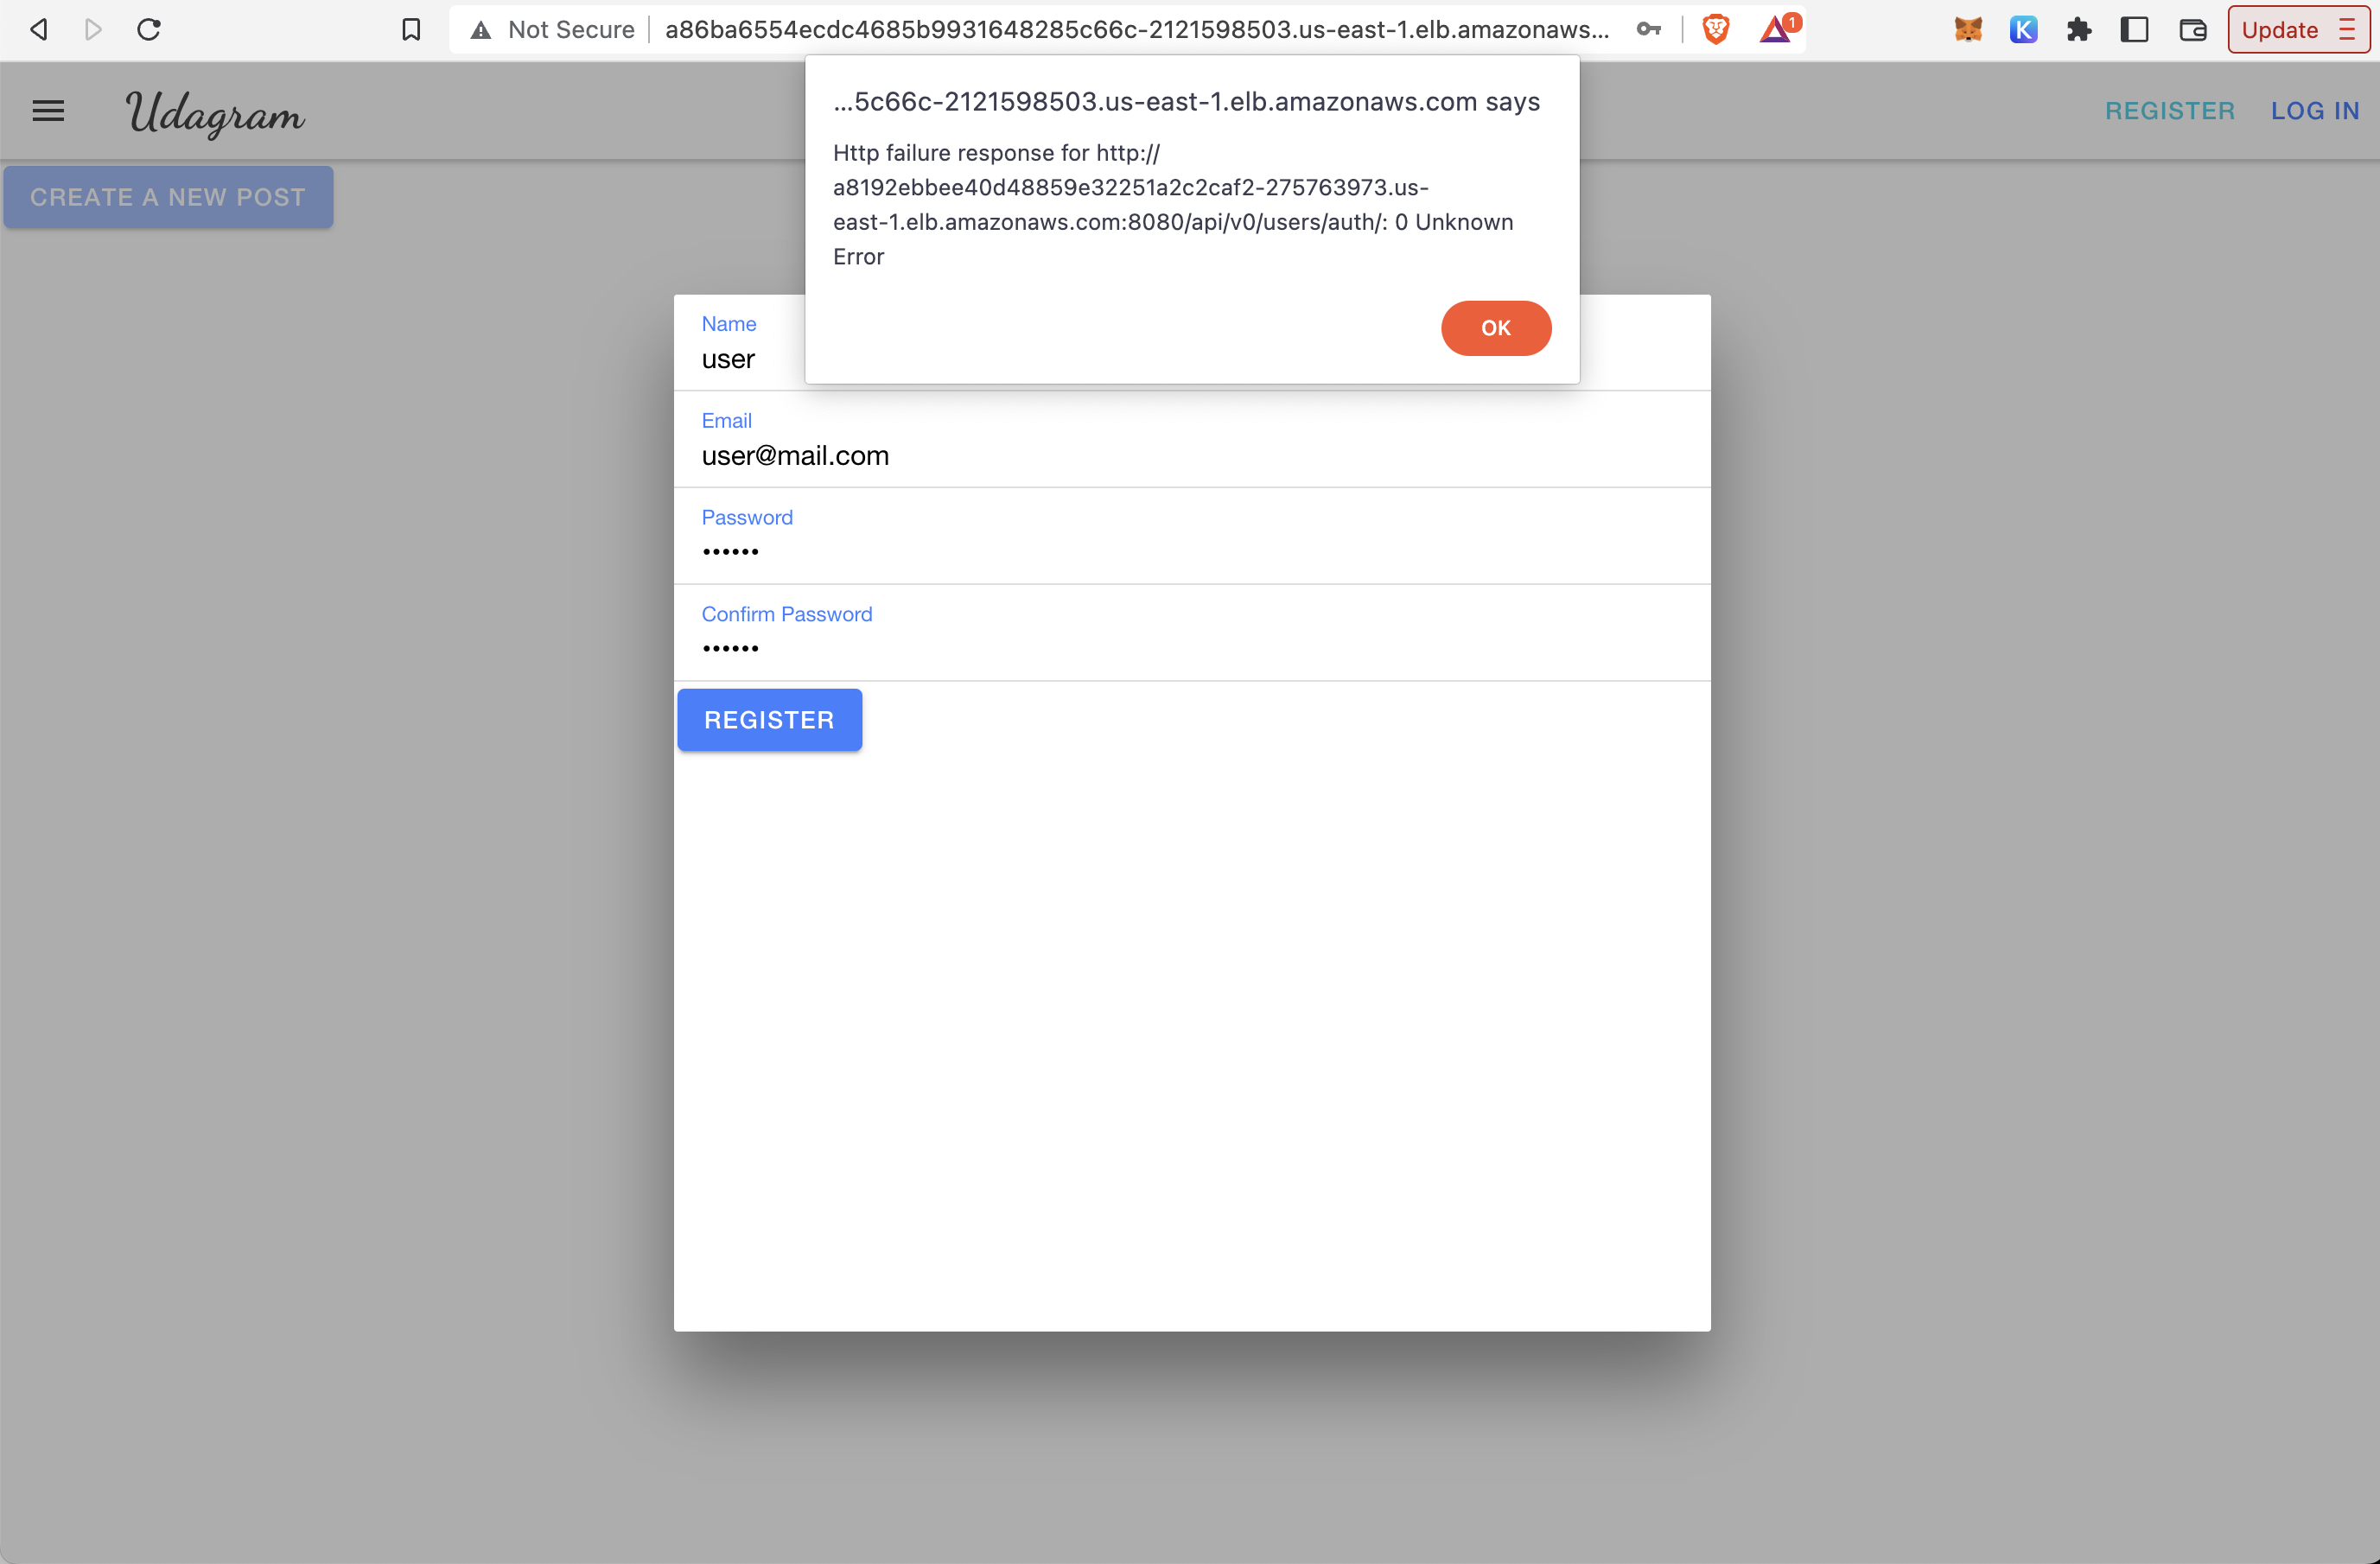 Not Secure
a86ba6554ecdc4685b9931648285c66c-2121598503.us-east-1.elb.amazonaws...
1
K
Update
Udagram
REGISTER
LOG IN
CREATE A NEW POST
...5c66c-2121598503.us-east-1.elb.amazonaws.com says
Http failure response for http://
a8192ebbee40d48859e32251a2c2caf2-275763973.us-
east-1.elb.amazonaws.com:8080/api/v0/users/auth/: 0 Unknown
Error
OK
Name
user
Email
user@mail.com
Password
••••••
Confirm Password
••••••
REGISTER